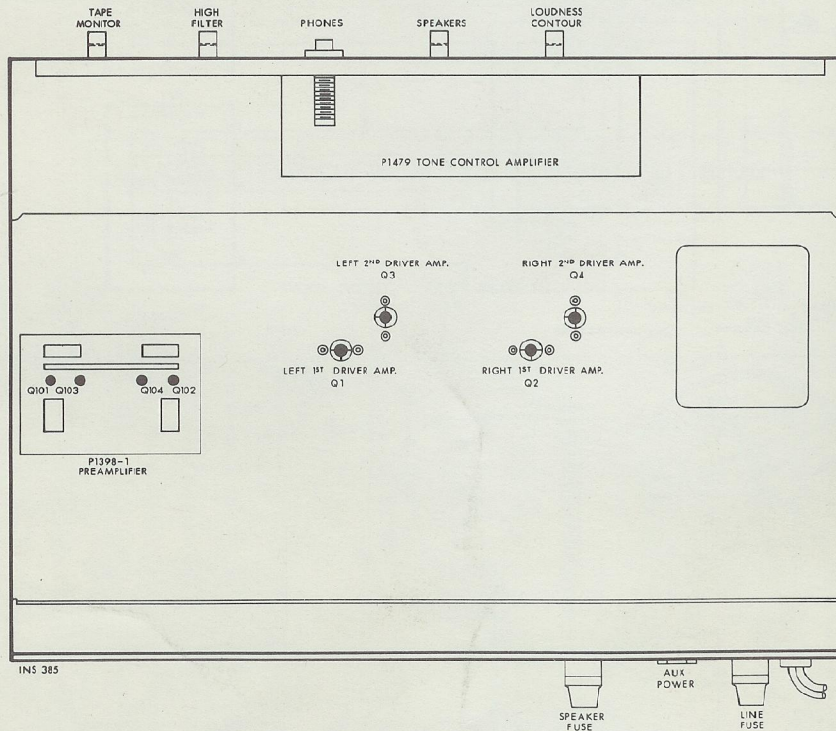 TAPE
MONITOR
HIGH
FILTER
PHONES
SPEAKERS
LOUDNESS
CONTOUR
P1479 TONE CONTROL AMPLIFIER
LEFT 2ND DRIVER AMP.
Q3
RIGHT 2ND DRIVER AMP.
Q4
LEFT 1ST DRIVER AMP.
Q1
RIGHT 1ST DRIVER AMP.
Q2
Q101 Q103 Q104 Q102
P1398-1
PREAMPLIFIER
INS 385
SPEAKER
FUSE
AUX
POWER
LINE
FUSE